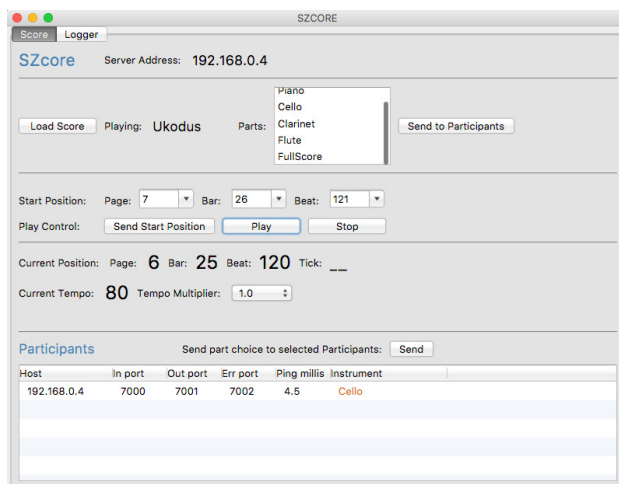 SZCORE
Score Logger
SZcore Server Address: 192.168.0.4
Piano
Cello
Load Score Playing: Ukodus Parts: Clarinet Send to Participants
Flute
FullScore
Start Position: Page: 7 Bar: 26 Beat: 121
Play Control: Send Start Position Play Stop
Current Position: Page: 6 Bar: 25 Beat: 120 Tick: __
Current Tempo: 80 Tempo Multiplier: 1.0
Participants Send part choice to selected Participants: Send
Host In port Out port Err port Ping millis Instrument
192.168.0.4 7000 7001 7002 4.5 Cello